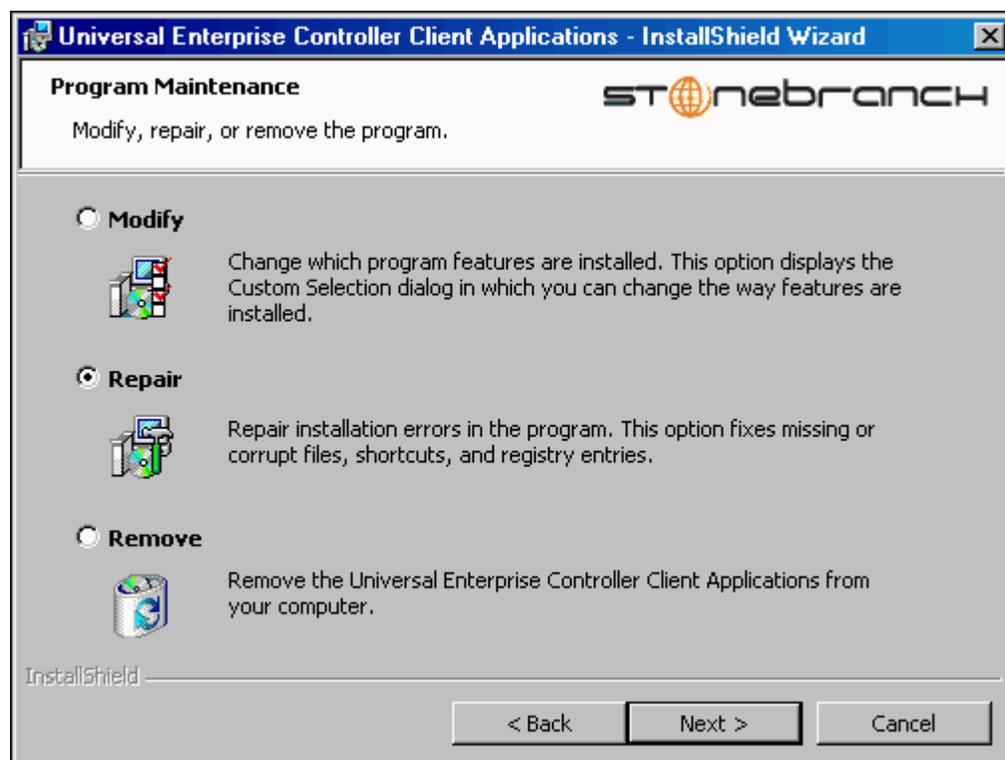 Universal Enterprise Controller Client Applications - InstallShield Wizard
Program Maintenance
stonebranch
Modify, repair, or remove the program.
Modify
Change which program features are installed. This option displays the
Custom Selection dialog in which you can change the way features are
installed.
Repair
Repair installation errors in the program. This option fixes missing or
corrupt files, shortcuts, and registry entries.
Remove
Remove the Universal Enterprise Controller Client Applications from
your computer.
InstallShield
< Back
Next >
Cancel